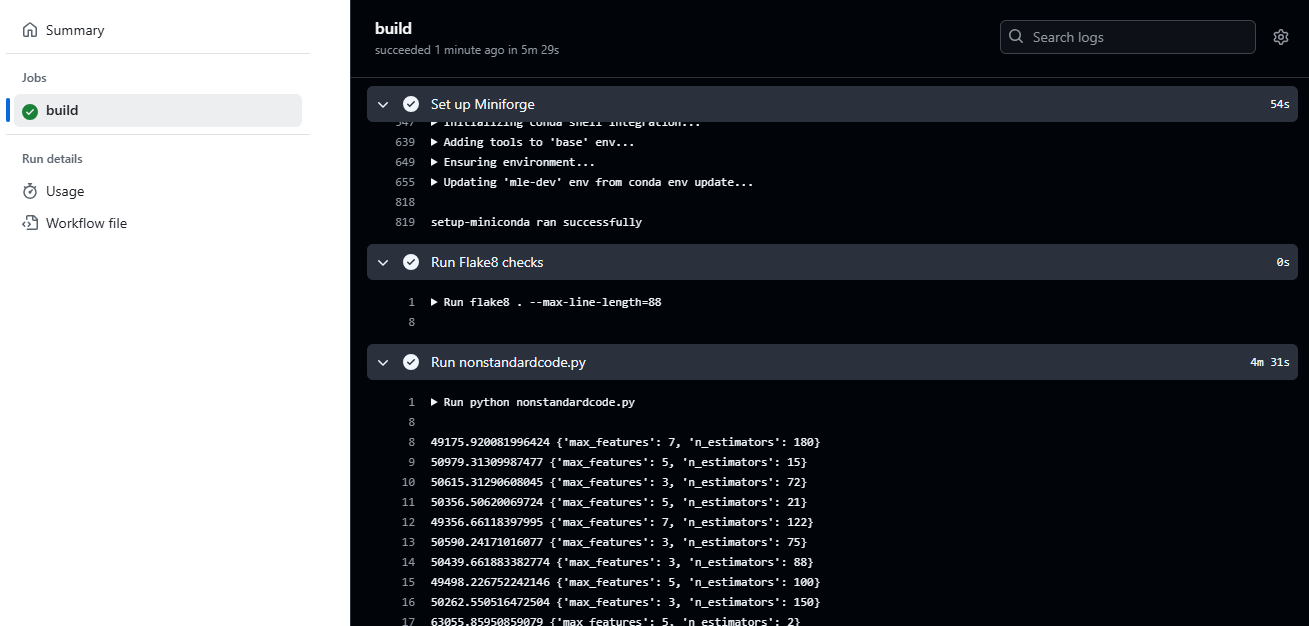 Summary
Jobs
build
Run details
Usage
Workflow file
build
succeeded 1 minute ago in 5m 29s
Search logs
Set up Miniforge 54s
547 Initializing conda shell integration...
639 Adding tools to 'base' env...
649 Ensuring environment...
655 Updating 'mle-dev' env from conda env update...
818
819 setup-miniconda ran successfully
Run Flake8 checks 0s
1 Run flake8 . --max-line-length=88
8
Run nonstandardcode.py 4m 31s
1 Run python nonstandardcode.py
8
8 49175.920081996424 {'max_features': 7, 'n_estimators': 180}
9 50979.31309987477 {'max_features': 5, 'n_estimators': 15}
10 50615.31290608045 {'max_features': 3, 'n_estimators': 72}
11 50356.50620069724 {'max_features': 5, 'n_estimators': 21}
12 49356.66118397995 {'max_features': 7, 'n_estimators': 122}
13 50590.24171016077 {'max_features': 3, 'n_estimators': 75}
14 50439.661883382774 {'max_features': 3, 'n_estimators': 88}
15 49498.226752242146 {'max_features': 5, 'n_estimators': 100}
16 50262.550516472504 {'max_features': 3, 'n_estimators': 150}
17 63055.85950859079 {'max_features': 5, 'n_estimators': 2}